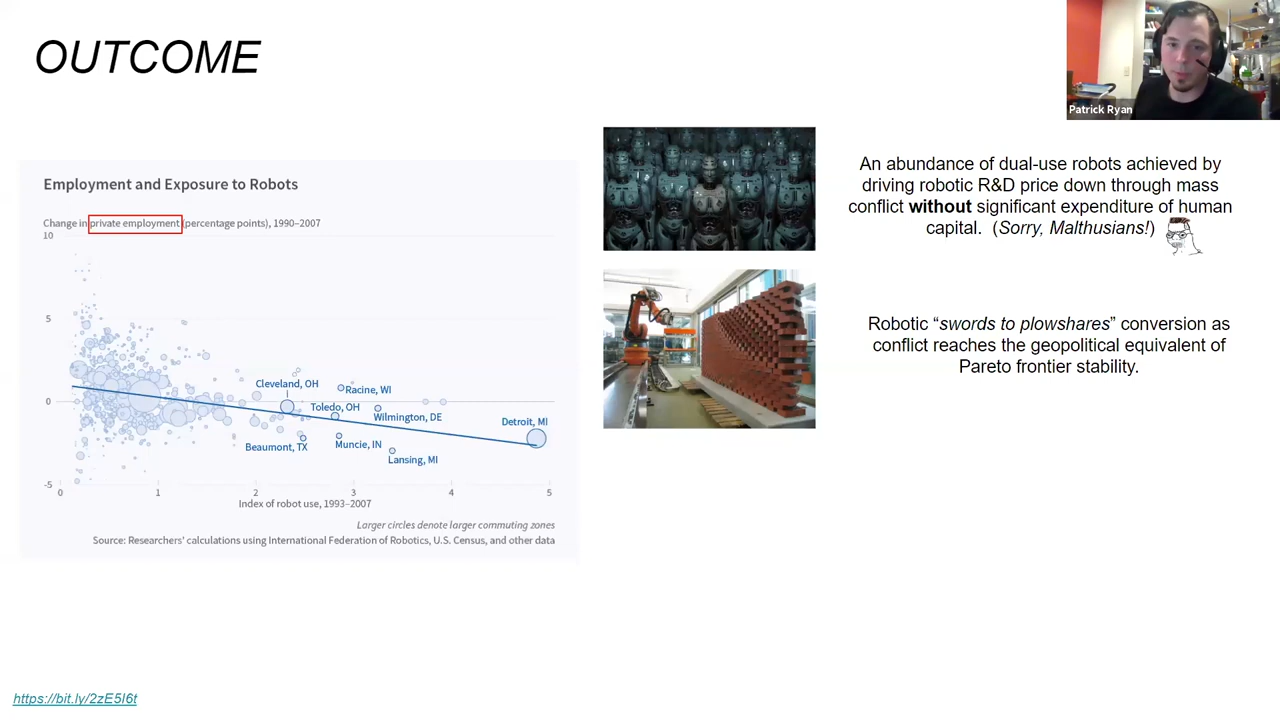 OUTCOME
Patrick Ryan
Employment and Exposure to Robots
Change in private employment (percentage points), 1990–2007
10
5
0
-5
Cleveland, OH
Racine, WI
Toledo, OH
Wilmington, DE
Detroit, MI
Beaumont, TX
Muncie, IN
Lansing, MI
0 1 2 3 4 5
Index of robot use, 1993–2007
Larger circles denote larger commuting zones
Source: Researchers' calculations using International Federation of Robotics, U.S. Census, and other data
An abundance of dual-use robots achieved by
driving robotic R&D price down through mass
conflict without significant expenditure of human
capital. (Sorry, Malthusians!)
Robotic “swords to plowshares” conversion as
conflict reaches the geopolitical equivalent of
Pareto frontier stability.
https://bit.ly/2zE5I6t